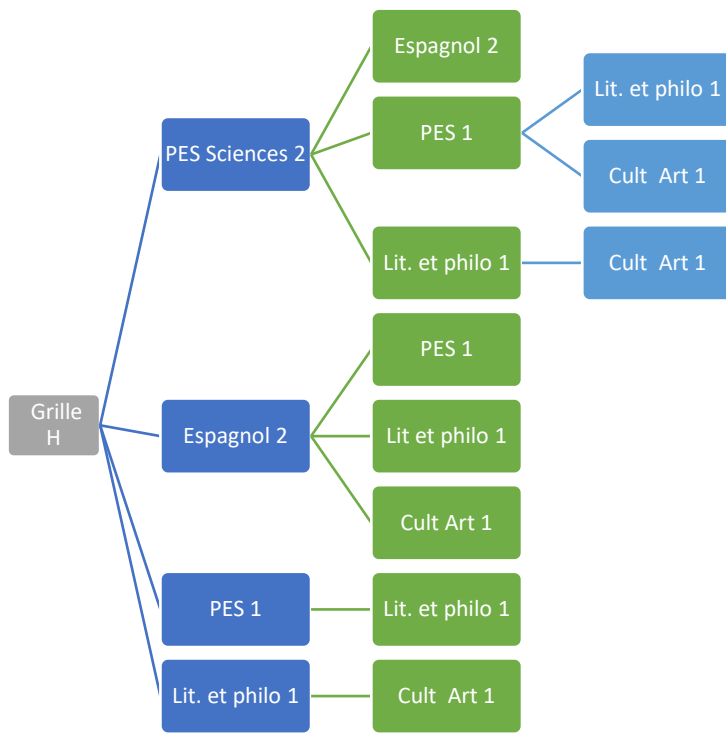 Espagnol 2
Lit. et philo 1
PES 1
PES Sciences 2
Cult  Art 1
Lit. et philo 1
Cult  Art 1
PES 1
Grille
H
Espagnol 2
Lit et philo 1
Cult Art 1
PES 1
Lit. et philo 1
Lit. et philo 1
Cult  Art 1